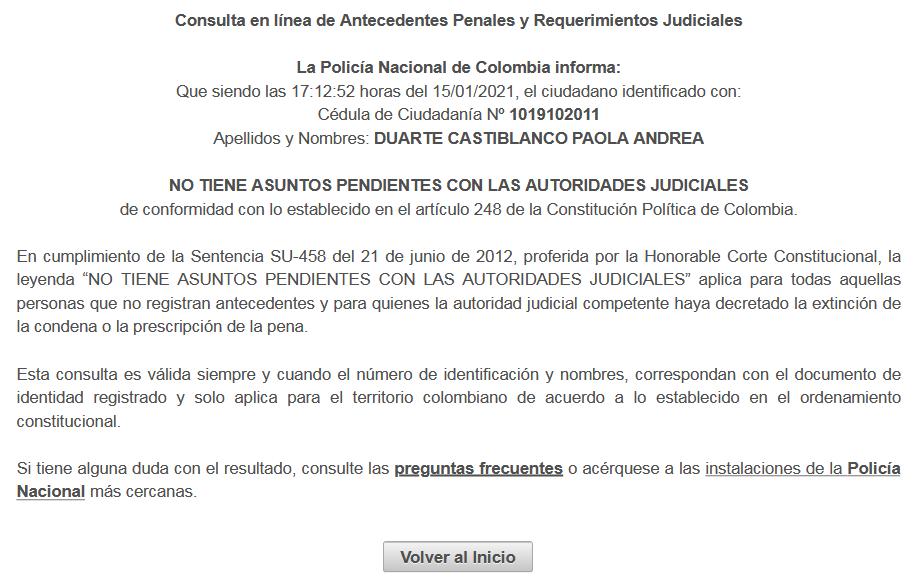 Consulta en línea de Antecedentes Penales y Requerimientos Judiciales
La Policía Nacional de Colombia informa:
Que siendo las 17:12:52 horas del 15/01/2021, el ciudadano identificado con:
Cédula de Ciudadanía Nº 1019102011
Apellidos y Nombres: DUARTE CASTIBLANCO PAOLA ANDREA
NO TIENE ASUNTOS PENDIENTES CON LAS AUTORIDADES JUDICIALES
de conformidad con lo establecido en el artículo 248 de la Constitución Política de Colombia.
En cumplimiento de la Sentencia SU-458 del 21 de junio de 2012, proferida por la Honorable Corte Constitucional, la
leyenda “NO TIENE ASUNTOS PENDIENTES CON LAS AUTORIDADES JUDICIALES” aplica para todas aquellas
personas que no registran antecedentes y para quienes la autoridad judicial competente haya decretado la extinción de
la condena o la prescripción de la pena.
Esta consulta es válida siempre y cuando el número de identificación y nombres, correspondan con el documento de
identidad registrado y solo aplica para el territorio colombiano de acuerdo a lo establecido en el ordenamiento
constitucional.
Si tiene alguna duda con el resultado, consulte las preguntas frecuentes o acérquese a las instalaciones de la Policía
Nacional más cercanas.
Volver al Inicio